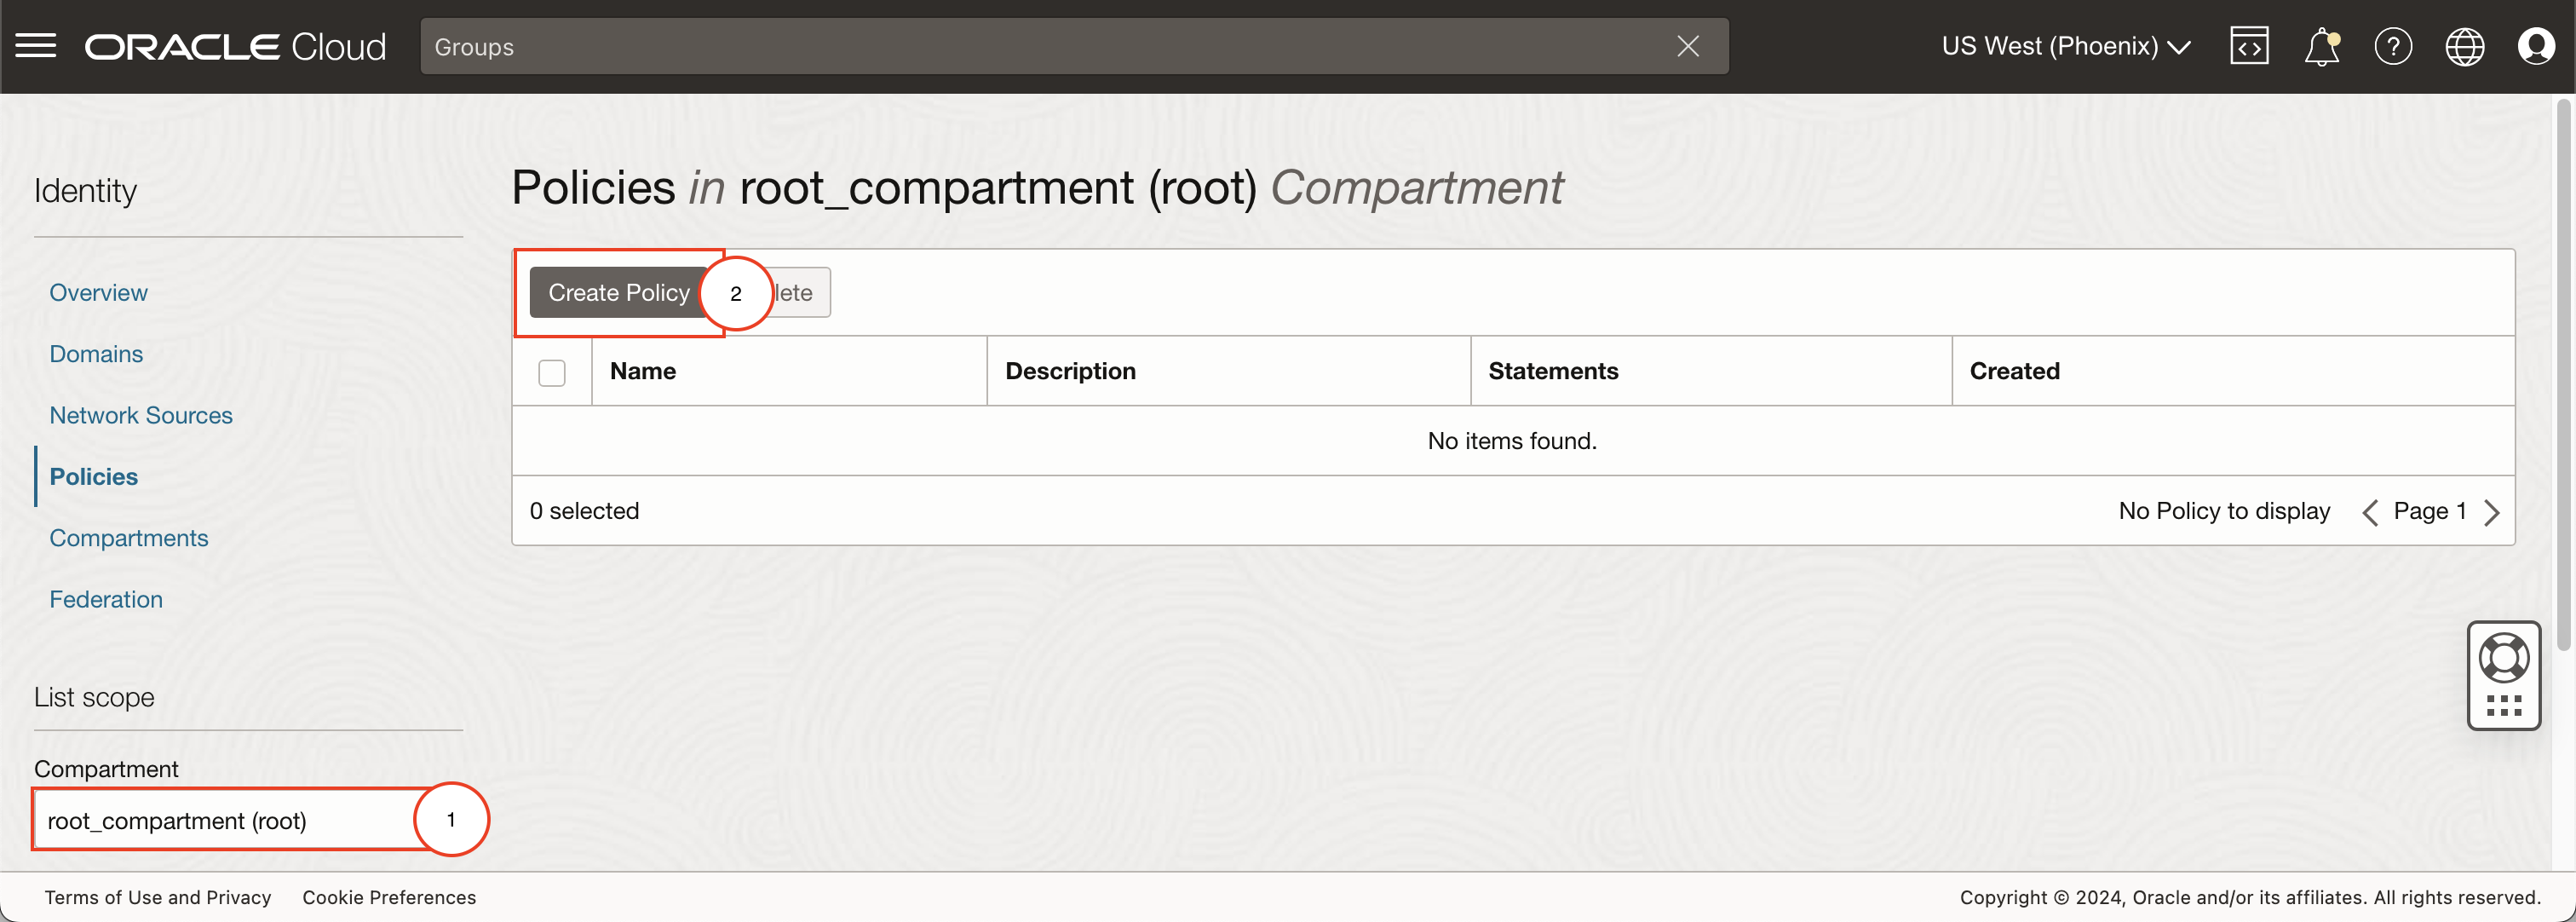 ORACLE Cloud
Groups
US West (Phoenix)
Identity
Overview
Domains
Network Sources
Policies
Compartments
Federation
List scope
Compartment
root_compartment (root)
1
Policies in root_compartment (root) Compartment
Create Policy
2
lete
Name Description Statements Created
No items found.
0 selected
No Policy to display Page 1
Terms of Use and Privacy Cookie Preferences
Copyright © 2024, Oracle and/or its affiliates. All rights reserved.